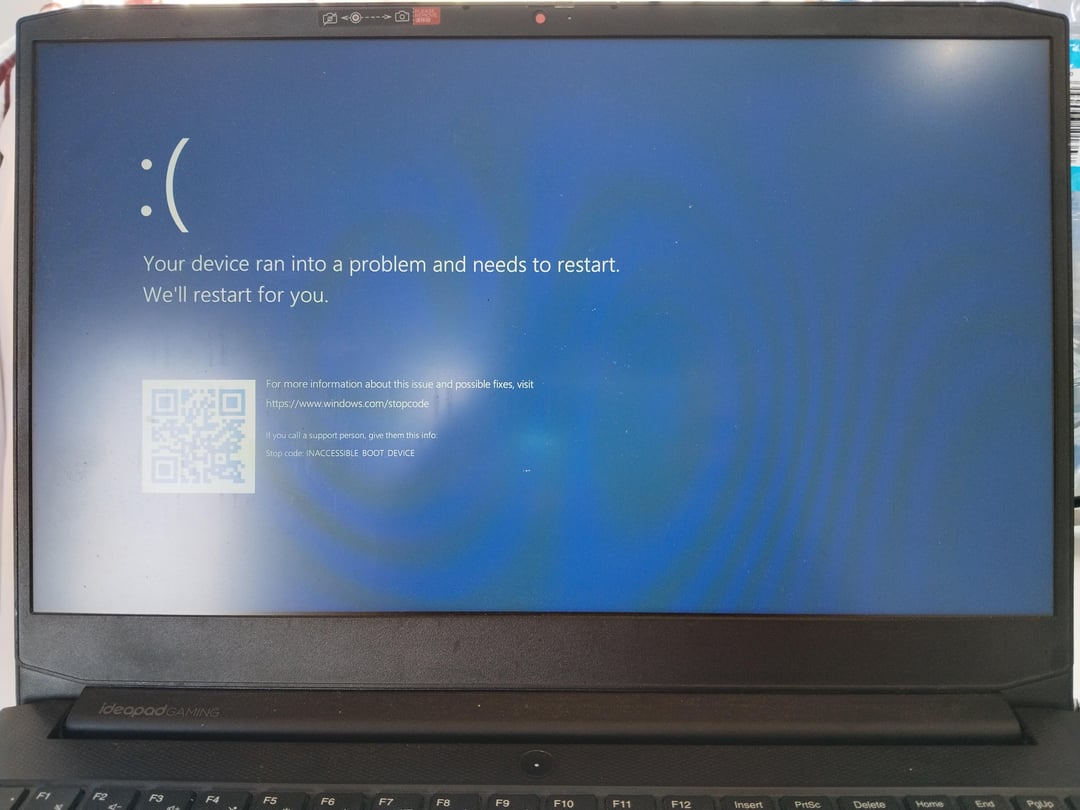 :(
Your device ran into a problem and needs to restart.
We'll restart for you.
For more information about this issue and possible fixes, visit
https://www.windows.com/stopcode
If you call a support person, give them this info:
Stop code: INACCESSIBLE BOOT DEVICE
ideapad GAMING
F1 F2 F3 F4 F5 F6 F7 F8 F9 F10 F11 F12 Insert PrtSc Delete Home End PgUp